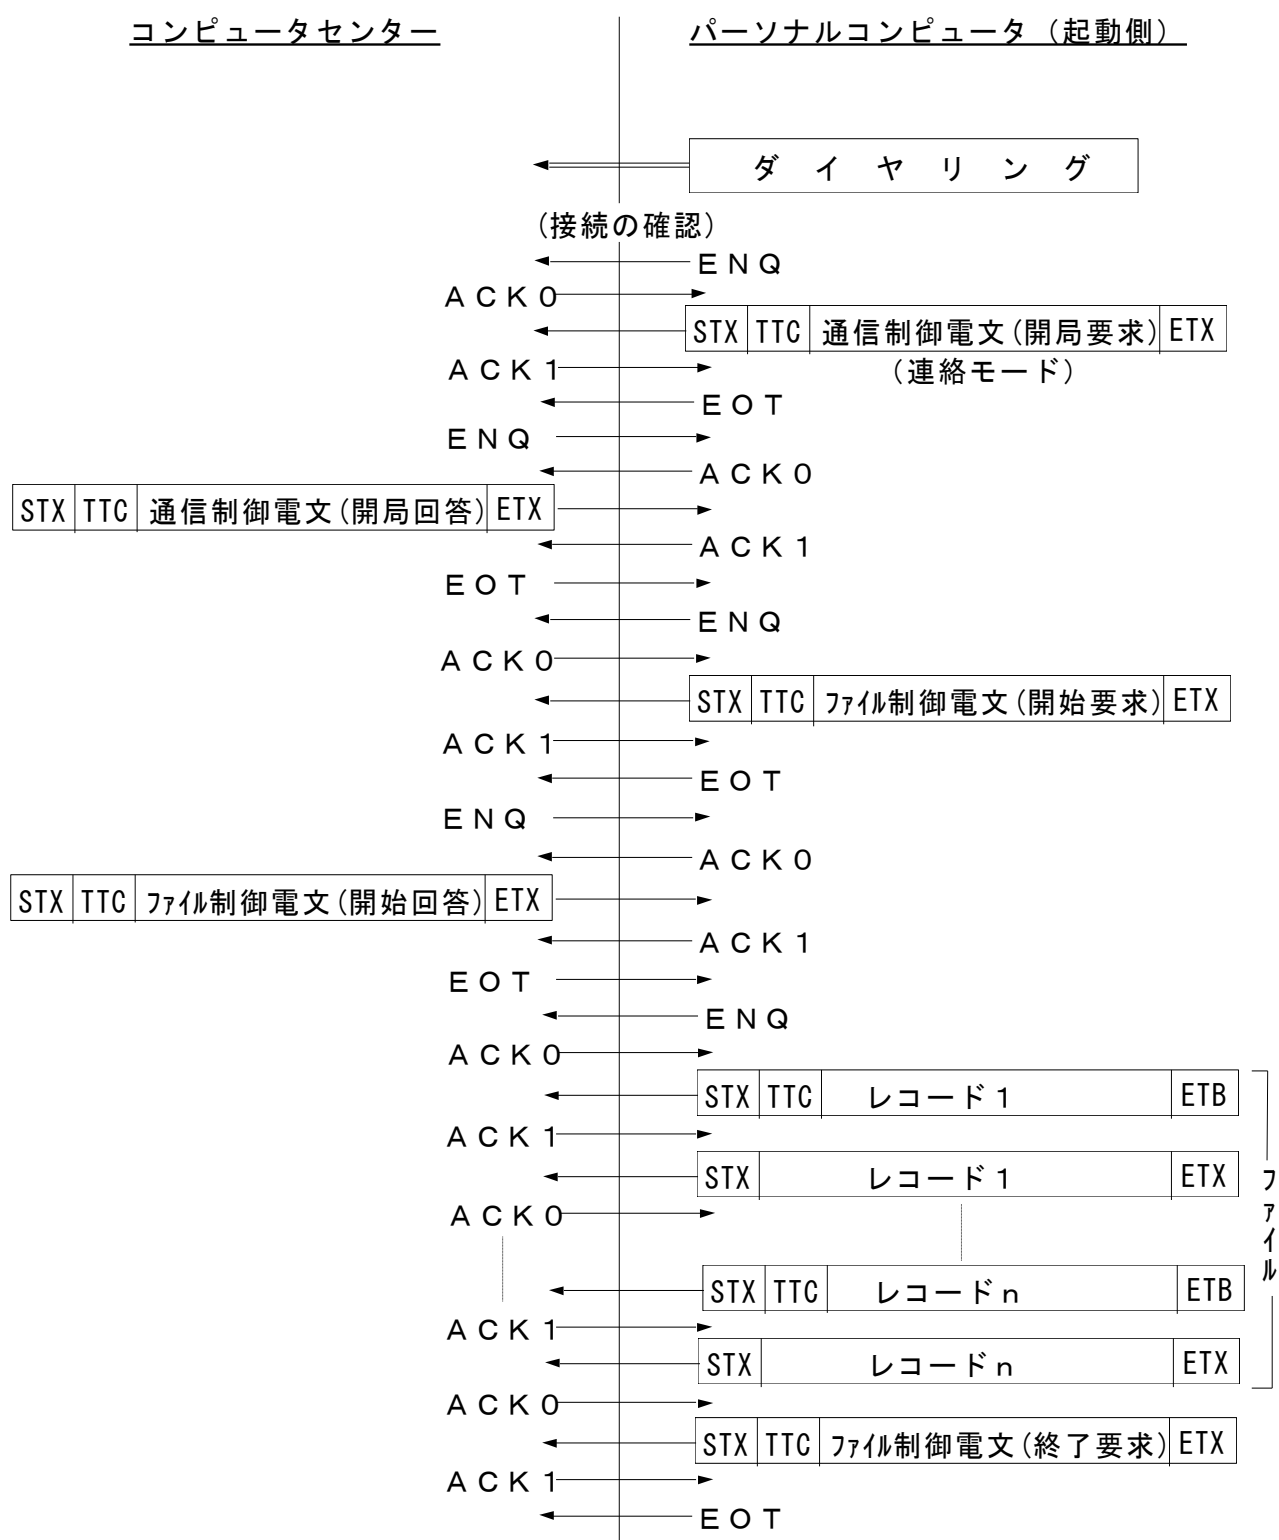 コンピュータセンター
パーソナルコンピュータ（起動側）
ダイヤリング
（接続の確認）
ＥＮＱ
ＡＣＫ０
STX TTC 通信制御電文(開局要求) ETX
（連絡モード）
ＡＣＫ１
ＥＯＴ
ＥＮＱ
ＡＣＫ０
STX TTC 通信制御電文(開局回答) ETX
ＡＣＫ１
ＥＯＴ
ＥＮＱ
ＡＣＫ０
STX TTC ﾌｧｲﾙ制御電文(開始要求) ETX
ＡＣＫ１
ＥＯＴ
ＥＮＱ
ＡＣＫ０
STX TTC ﾌｧｲﾙ制御電文(開始回答) ETX
ＡＣＫ１
ＥＯＴ
ＥＮＱ
ＡＣＫ０
STX TTC レコード１ ETB
ＡＣＫ１
STX レコード１ ETX
ＡＣＫ０
ファイル
STX TTC レコードｎ ETB
ＡＣＫ１
STX レコードｎ ETX
ＡＣＫ０
STX TTC ﾌｧｲﾙ制御電文(終了要求) ETX
ＡＣＫ１
ＥＯＴ